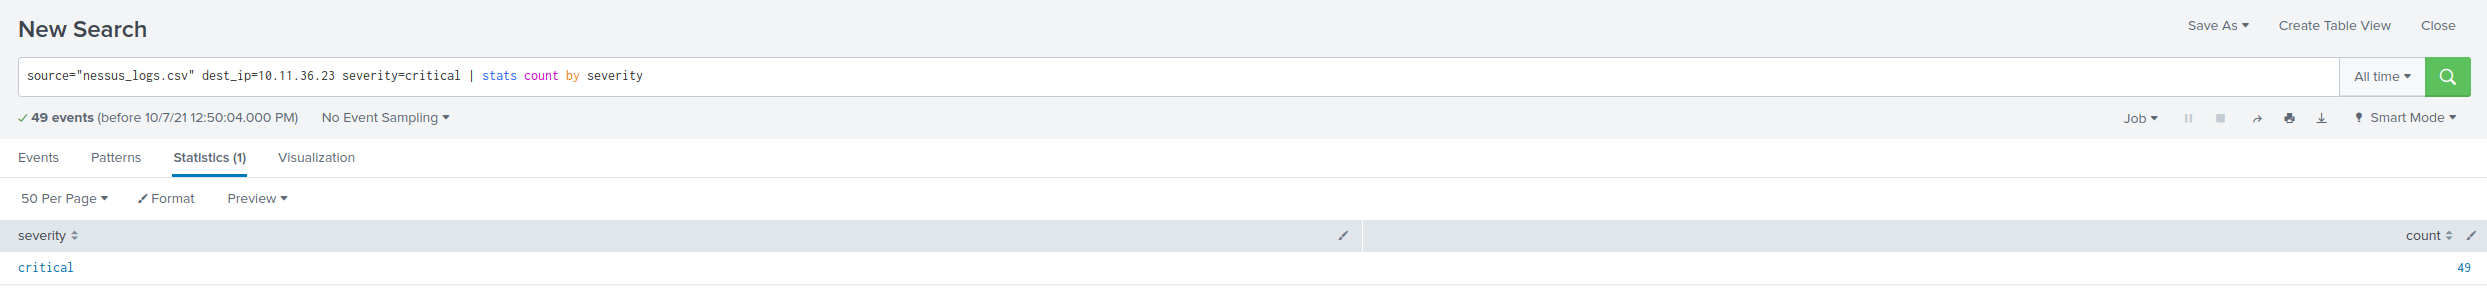 New Search
Save As Create Table View Close
source="nessus_logs.csv" dest_ip=10.11.36.23 severity=critical | stats count by severity
All time
49 events (before 10/7/21 12:50:04.000 PM) No Event Sampling
Job Smart Mode
Events Patterns Statistics (1) Visualization
50 Per Page Format Preview
severity count
critical 49